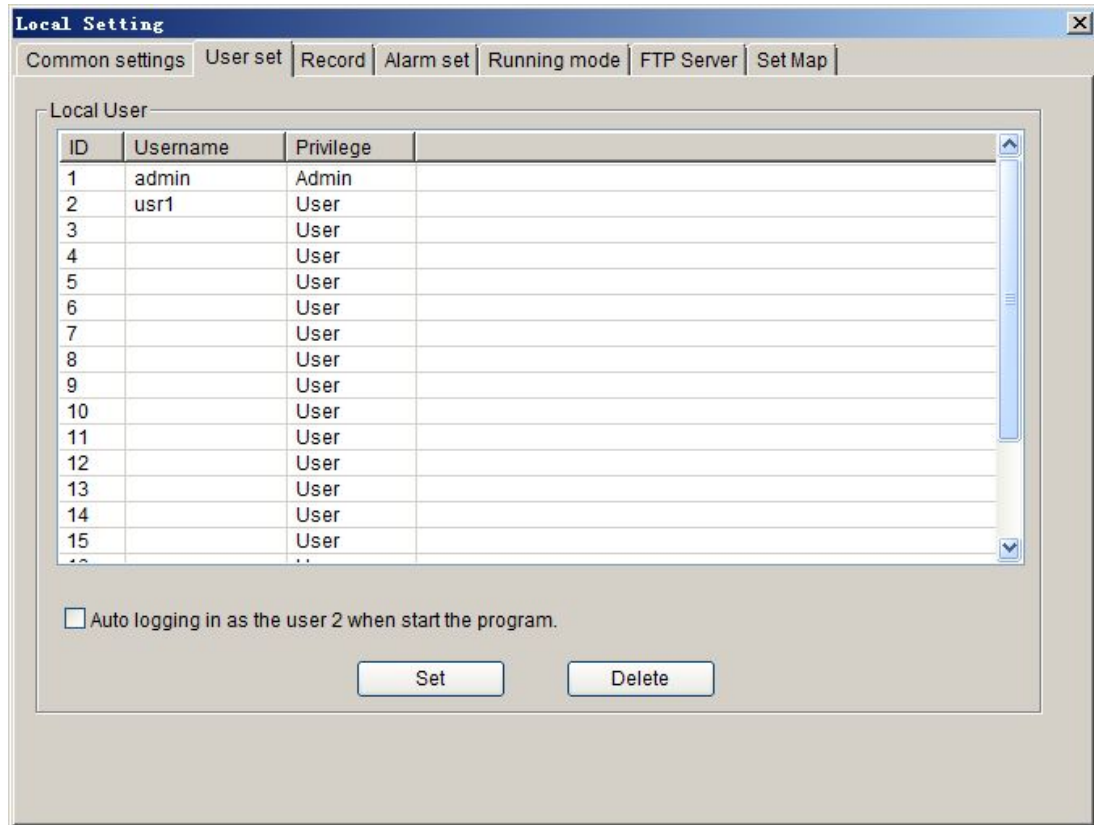 Local Setting
Common settings User set Record Alarm set Running mode FTP Server Set Map
Local User
ID Username Privilege
1 admin Admin
2 usr1 User
3 User
4 User
5 User
6 User
7 User
8 User
9 User
10 User
11 User
12 User
13 User
14 User
15 User
Auto logging in as the user 2 when start the program.
Set Delete